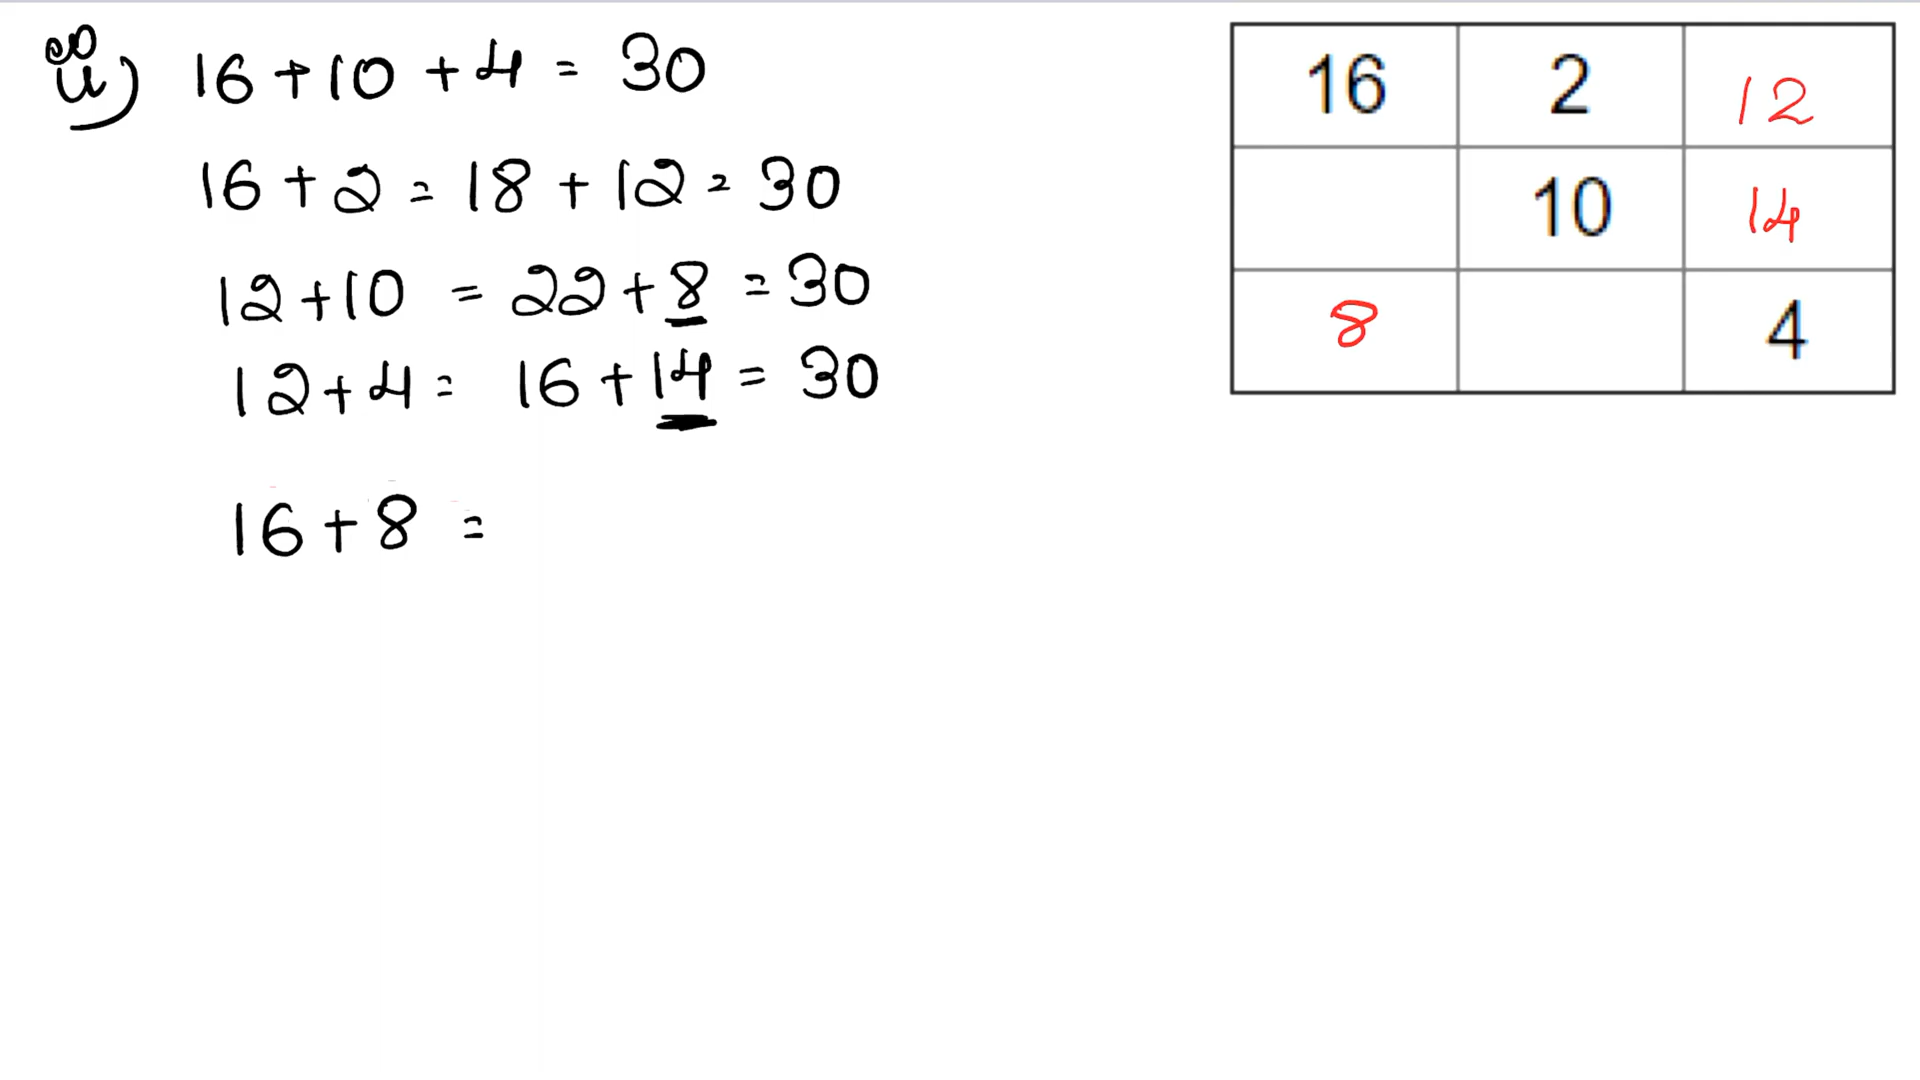 ii) 16 + 10 + 4 = 30
16 + 2 = 18 + 12 = 30
12 + 10 = 22 + 8 = 30
12 + 4 = 16 + 14 = 30
16 + 8 =
16 2 12
10 14
8 4